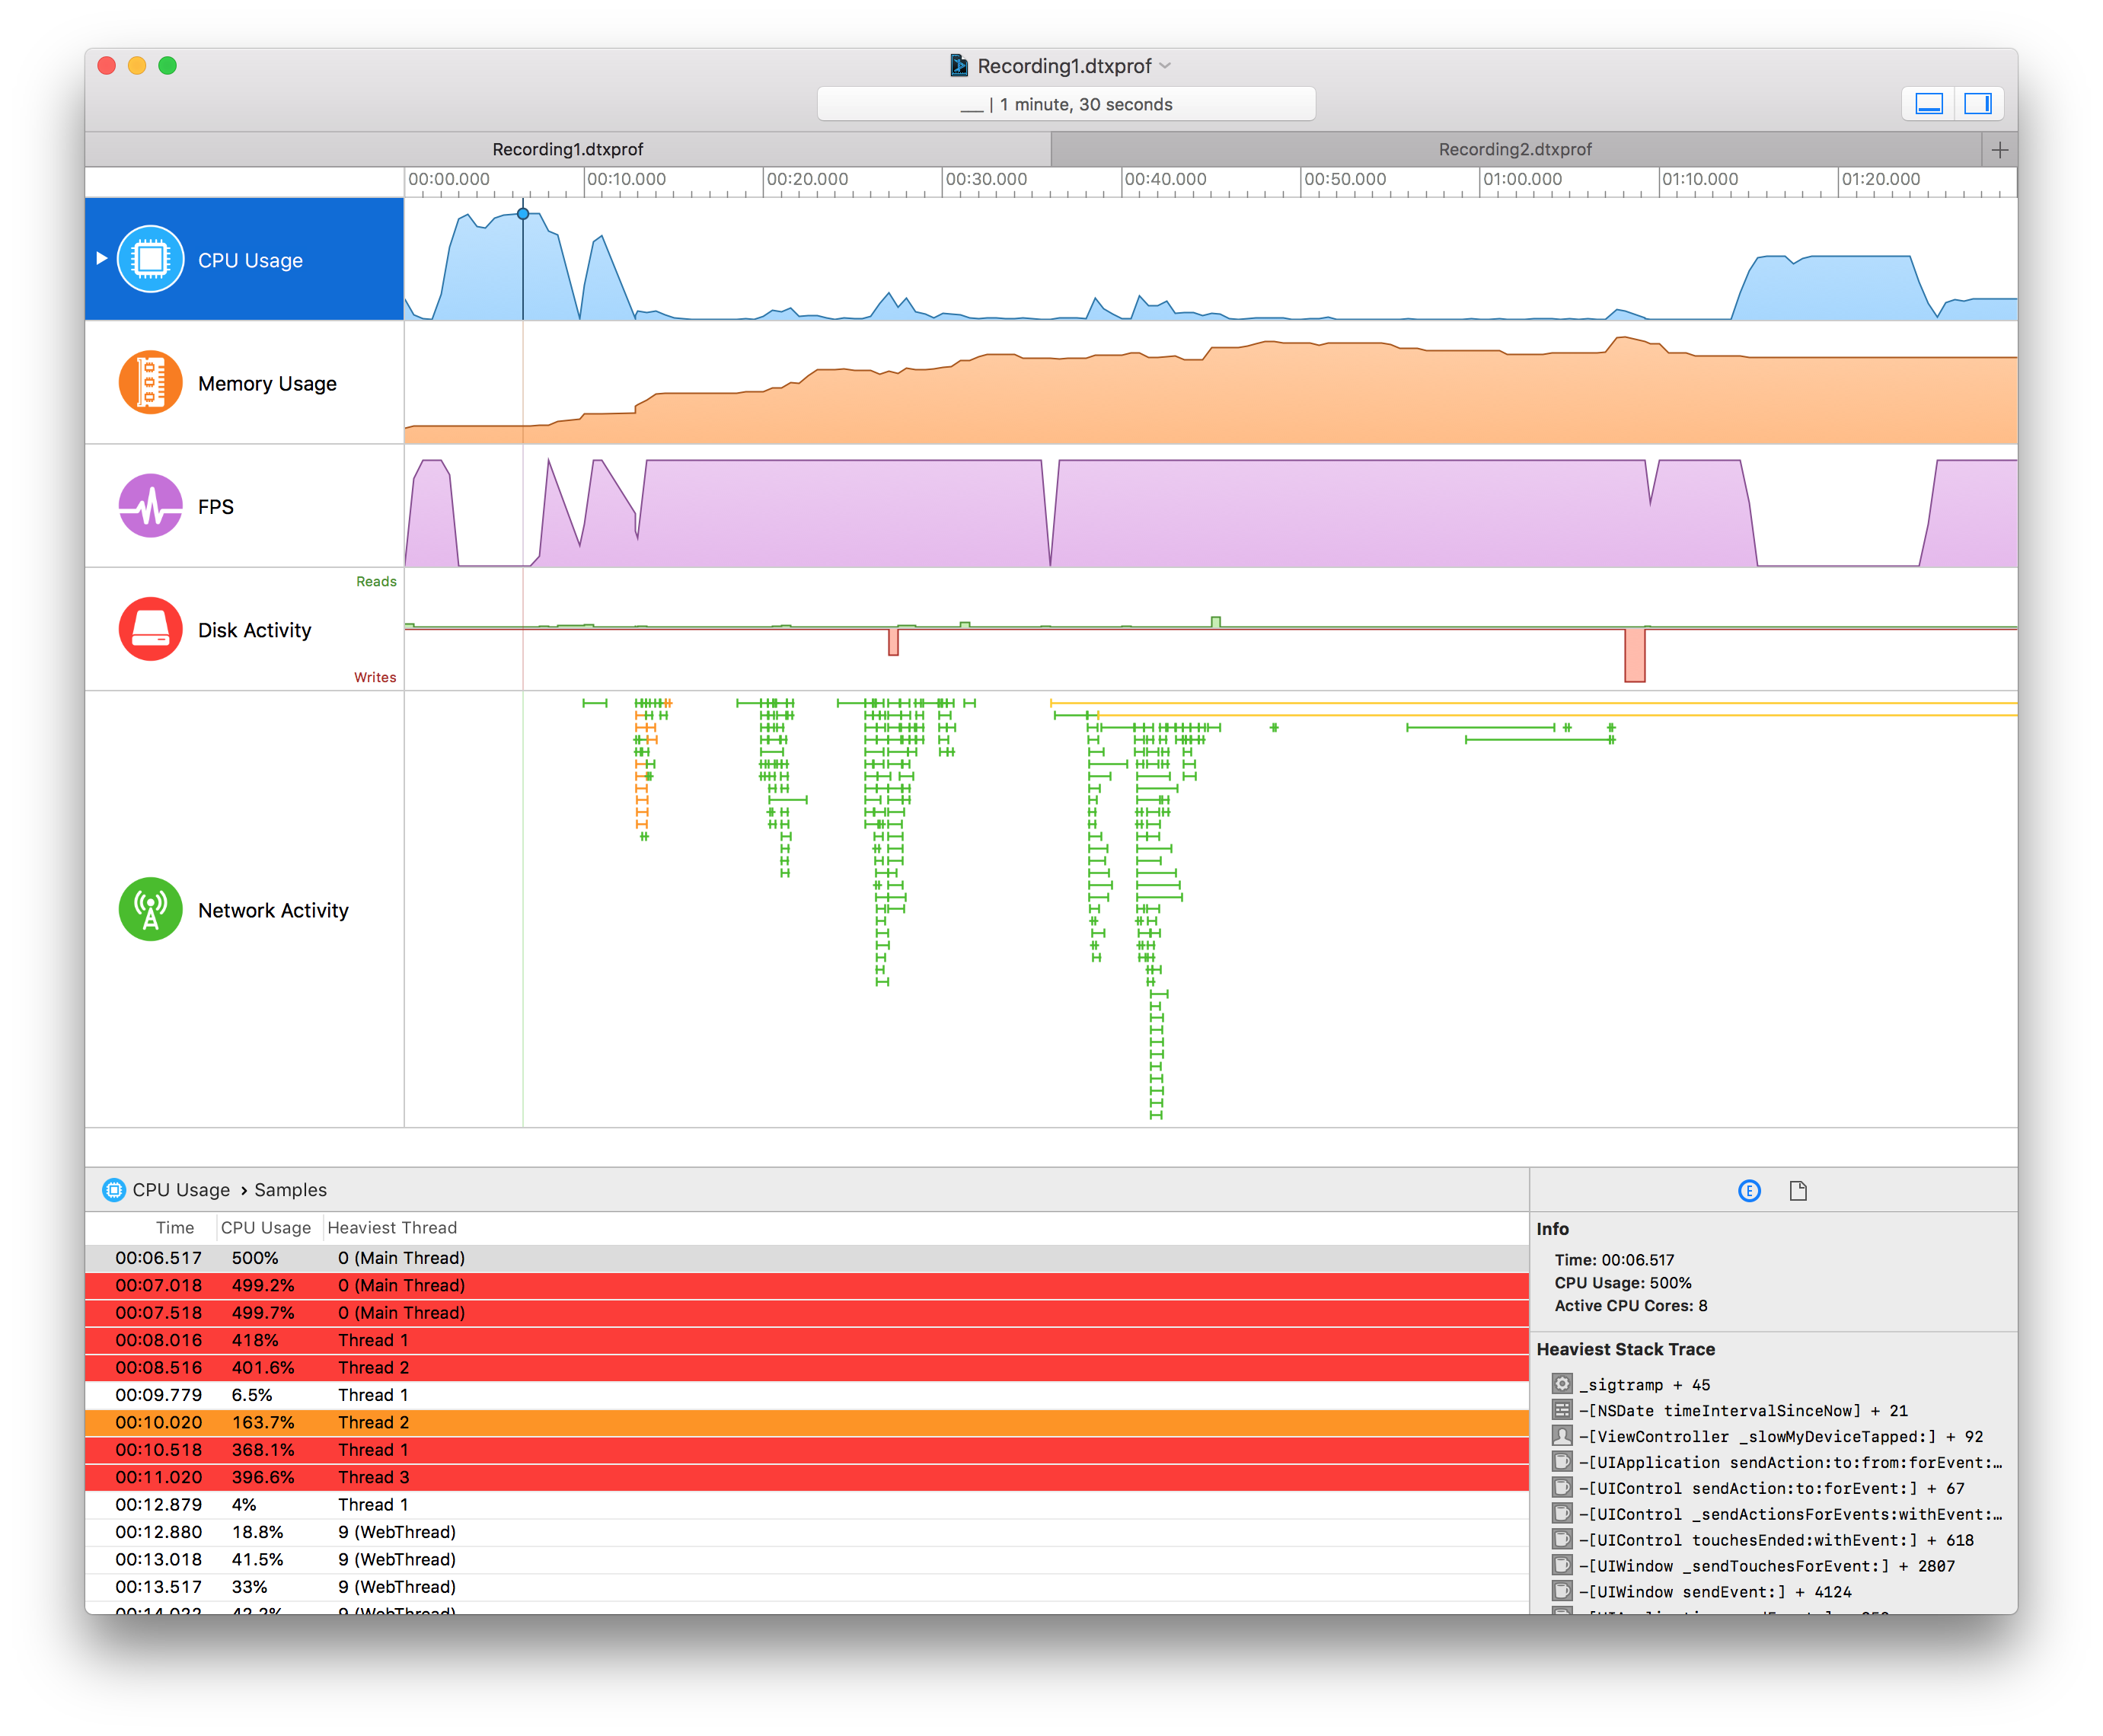 Recording1.dtxprof
__ | 1 minute, 30 seconds
Recording1.dtxprof Recording2.dtxprof
00:00.000 00:10.000 00:20.000 00:30.000 00:40.000 00:50.000 01:00.000 01:10.000 01:20.000
CPU Usage
Memory Usage
FPS
Reads
Disk Activity
Writes
Network Activity
CPU Usage › Samples
Time CPU Usage Heaviest Thread
00:06.517 500% 0 (Main Thread)
00:07.018 499.2% 0 (Main Thread)
00:07.518 499.7% 0 (Main Thread)
00:08.016 418% Thread 1
00:08.516 401.6% Thread 2
00:09.779 6.5% Thread 1
00:10.020 163.7% Thread 2
00:10.518 368.1% Thread 1
00:11.020 396.6% Thread 3
00:12.879 4% Thread 1
00:12.880 18.8% 9 (WebThread)
00:13.018 41.5% 9 (WebThread)
00:13.517 33% 9 (WebThread)
00:14.022 42.2% 9 (WebThread)
E
Info
Time: 00:06.517
CPU Usage: 500%
Active CPU Cores: 8
Heaviest Stack Trace
_sigtramp + 45
-[NSDate timeIntervalSinceNow] + 21
-[ViewController _slowMyDeviceTapped:] + 92
-[UIApplication sendAction:to:from:forEvent:…
-[UIControl sendAction:to:forEvent:] + 67
-[UIControl _sendActionsForEvents:withEvent:…
-[UIControl touchesEnded:withEvent:] + 618
-[UIWindow _sendTouchesForEvent:] + 2807
-[UIWindow sendEvent:] + 4124